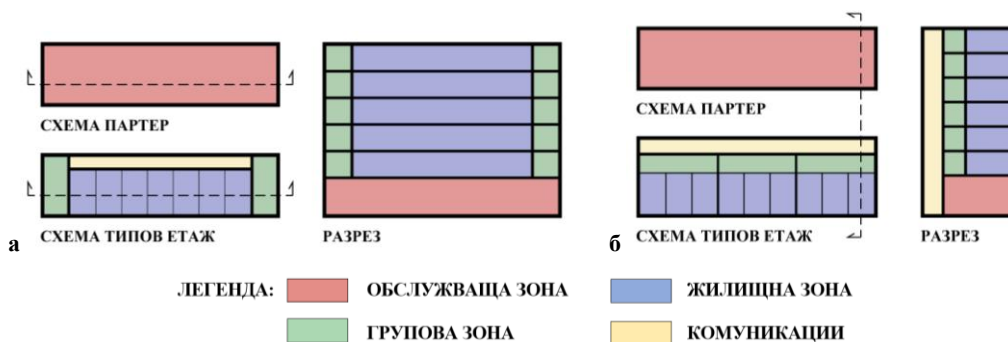 СХЕМА ПАРТЕР
СХЕМА ТИПОВ ЕТАЖ
РАЗРЕЗ
а
СХЕМА ПАРТЕР
СХЕМА ТИПОВ ЕТАЖ
РАЗРЕЗ
б
ЛЕГЕНДА:
ОБСЛУЖВАЩА ЗОНА
ЖИЛИЩНА ЗОНА
ГРУПОВА ЗОНА
КОМУНИКАЦИИ